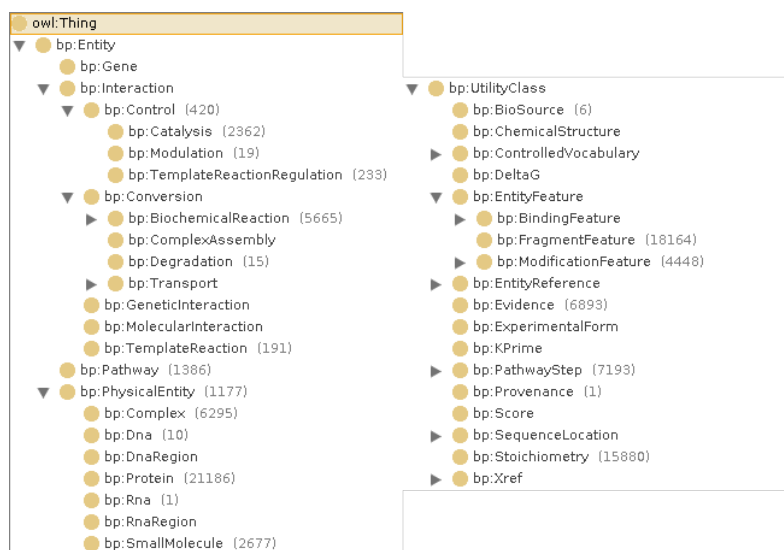 owl:Thing
bp:Entity
bp:Gene
bp:Interaction
bp:Control (420)
bp:Catalysis (2362)
bp:Modulation (19)
bp:TemplateReactionRegulation (233)
bp:Conversion
bp:BiochemicalReaction (5665)
bp:ComplexAssembly
bp:Degradation (15)
bp:Transport
bp:GeneticInteraction
bp:MolecularInteraction
bp:TemplateReaction (191)
bp:Pathway (1386)
bp:PhysicalEntity (1177)
bp:Complex (6295)
bp:Dna (10)
bp:DnaRegion
bp:Protein (21186)
bp:Rna (1)
bp:RnaRegion
bp:SmallMolecule (2677)
bp:UtilityClass
bp:BioSource (6)
bp:ChemicalStructure
bp:ControlledVocabulary
bp:DeltaG
bp:EntityFeature
bp:BindingFeature
bp:FragmentFeature (18164)
bp:ModificationFeature (4448)
bp:EntityReference
bp:Evidence (6893)
bp:ExperimentalForm
bp:KPrime
bp:PathwayStep (7193)
bp:Provenance (1)
bp:Score
bp:SequenceLocation
bp:Stoichiometry (15880)
bp:Xref